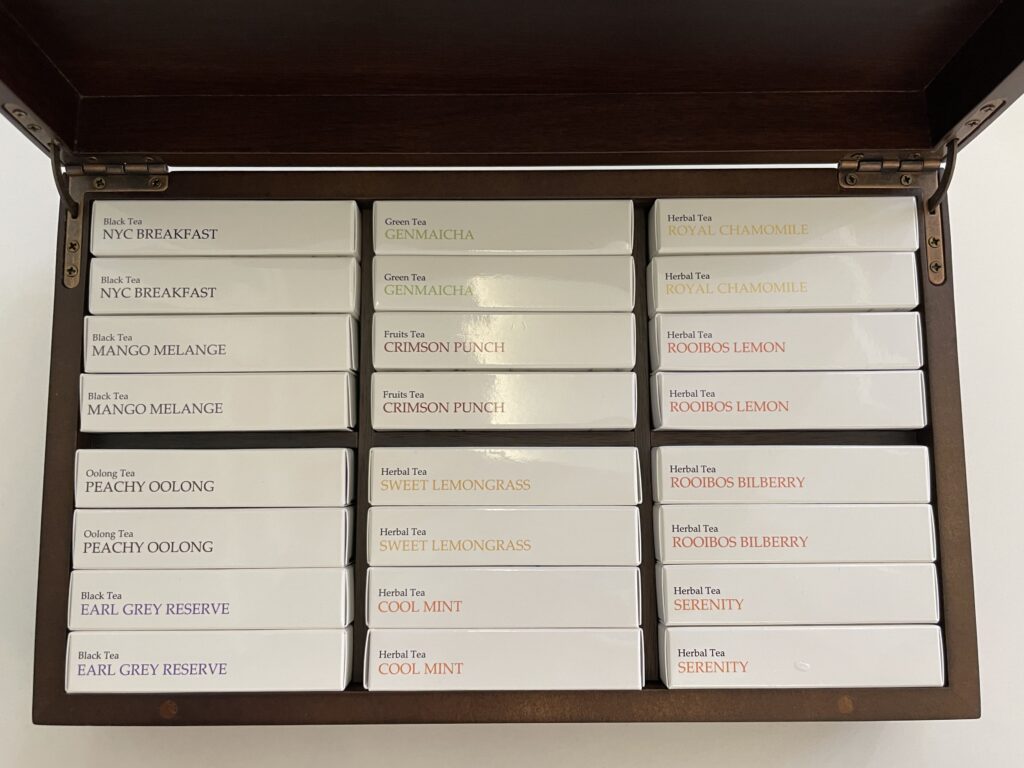 Black Tea
NYC BREAKFAST
Black Tea
NYC BREAKFAST
Black Tea
MANGO MELANGE
Black Tea
MANGO MELANGE
Oolong Tea
PEACHY OOLONG
Oolong Tea
PEACHY OOLONG
Black Tea
EARL GREY RESERVE
Black Tea
EARL GREY RESERVE
Green Tea
GENMAICHA
Green Tea
GENMAICHA
Fruits Tea
CRIMSON PUNCH
Fruits Tea
CRIMSON PUNCH
Herbal Tea
SWEET LEMONGRASS
Herbal Tea
SWEET LEMONGRASS
Herbal Tea
COOL MINT
Herbal Tea
COOL MINT
Herbal Tea
ROYAL CHAMOMILE
Herbal Tea
ROYAL CHAMOMILE
Herbal Tea
ROOIBOS LEMON
Herbal Tea
ROOIBOS LEMON
Herbal Tea
ROOIBOS BILBERRY
Herbal Tea
ROOIBOS BILBERRY
Herbal Tea
SERENITY
Herbal Tea
SERENITY